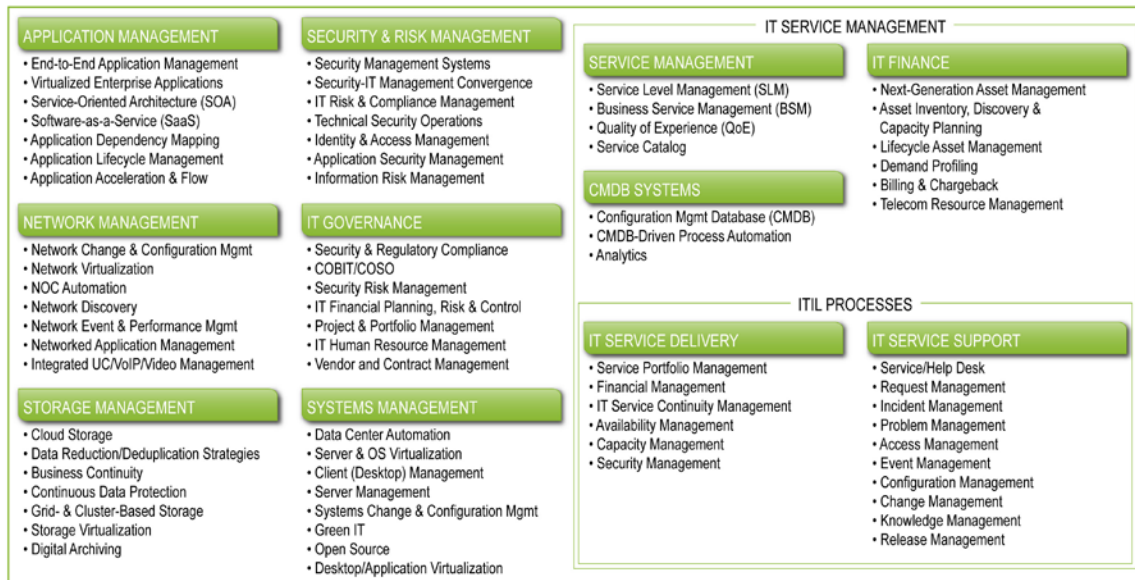 APPLICATION MANAGEMENT
• End-to-End Application Management
• Virtualized Enterprise Applications
• Service-Oriented Architecture (SOA)
• Software-as-a-Service (SaaS)
• Application Dependency Mapping
• Application Lifecycle Management
• Application Acceleration & Flow
NETWORK MANAGEMENT
• Network Change & Configuration Mgmt
• Network Virtualization
• NOC Automation
• Network Discovery
• Network Event & Performance Mgmt
• Networked Application Management
• Integrated UC/VoIP/Video Management
STORAGE MANAGEMENT
• Cloud Storage
• Data Reduction/Deduplication Strategies
• Business Continuity
• Continuous Data Protection
• Grid- & Cluster-Based Storage
• Storage Virtualization
• Digital Archiving
SECURITY & RISK MANAGEMENT
• Security Management Systems
• Security-IT Management Convergence
• IT Risk & Compliance Management
• Technical Security Operations
• Identity & Access Management
• Application Security Management
• Information Risk Management
IT GOVERNANCE
• Security & Regulatory Compliance
• COBIT/COSO
• Security Risk Management
• IT Financial Planning, Risk & Control
• Project & Portfolio Management
• IT Human Resource Management
• Vendor and Contract Management
SYSTEMS MANAGEMENT
• Data Center Automation
• Server & OS Virtualization
• Client (Desktop) Management
• Server Management
• Systems Change & Configuration Mgmt
• Green IT
• Open Source
• Desktop/Application Virtualization
IT SERVICE MANAGEMENT
SERVICE MANAGEMENT
• Service Level Management (SLM)
• Business Service Management (BSM)
• Quality of Experience (QoE)
• Service Catalog
CMDB SYSTEMS
• Configuration Mgmt Database (CMDB)
• CMDB-Driven Process Automation
• Analytics
IT FINANCE
• Next-Generation Asset Management
• Asset Inventory, Discovery &
Capacity Planning
• Lifecycle Asset Management
• Demand Profiling
• Billing & Chargeback
• Telecom Resource Management
ITIL PROCESSES
IT SERVICE DELIVERY
• Service Portfolio Management
• Financial Management
• IT Service Continuity Management
• Availability Management
• Capacity Management
• Security Management
IT SERVICE SUPPORT
• Service/Help Desk
• Request Management
• Incident Management
• Problem Management
• Access Management
• Event Management
• Configuration Management
• Change Management
• Knowledge Management
• Release Management